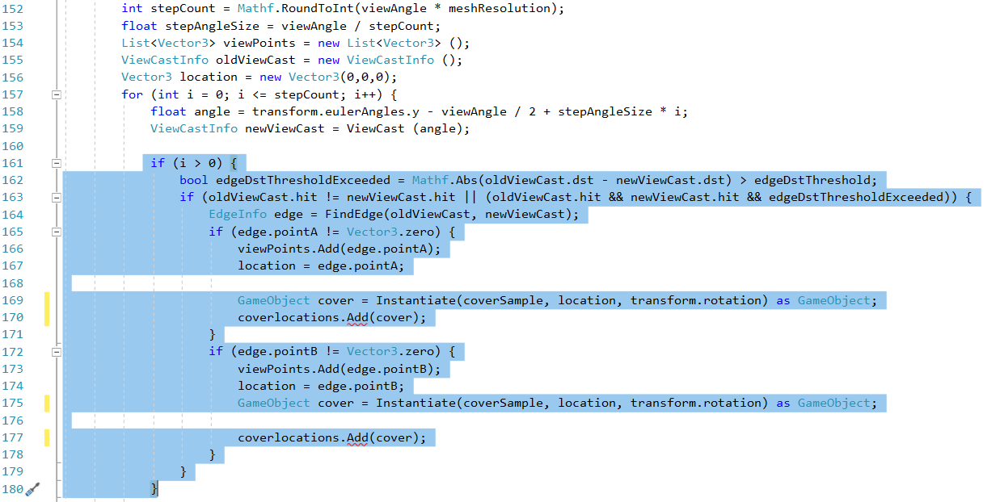 152 int stepCount = Mathf.RoundToInt(viewAngle * meshResolution);
153 float stepAngleSize = viewAngle / stepCount;
154 List<Vector3> viewPoints = new List<Vector3> ();
155 ViewCastInfo oldViewCast = new ViewCastInfo ();
156 Vector3 location = new Vector3(0,0,0);
157 for (int i = 0; i <= stepCount; i++) {
158 float angle = transform.eulerAngles.y - viewAngle / 2 + stepAngleSize * i;
159 ViewCastInfo newViewCast = ViewCast (angle);
160
161 if (i > 0) {
162 bool edgeDstThresholdExceeded = Mathf.Abs(oldViewCast.dst - newViewCast.dst) > edgeDstThreshold;
163 if (oldViewCast.hit != newViewCast.hit || (oldViewCast.hit && newViewCast.hit && edgeDstThresholdExceeded)) {
164 EdgeInfo edge = FindEdge(oldViewCast, newViewCast);
165 if (edge.pointA != Vector3.zero) {
166 viewPoints.Add(edge.pointA);
167 location = edge.pointA;
168
169 GameObject cover = Instantiate(coverSample, location, transform.rotation) as GameObject;
170 coverlocations.Add(cover);
171 }
172 if (edge.pointB != Vector3.zero) {
173 viewPoints.Add(edge.pointB);
174 location = edge.pointB;
175 GameObject cover = Instantiate(coverSample, location, transform.rotation) as GameObject;
176
177 coverlocations.Add(cover);
178 }
179 }
180 }